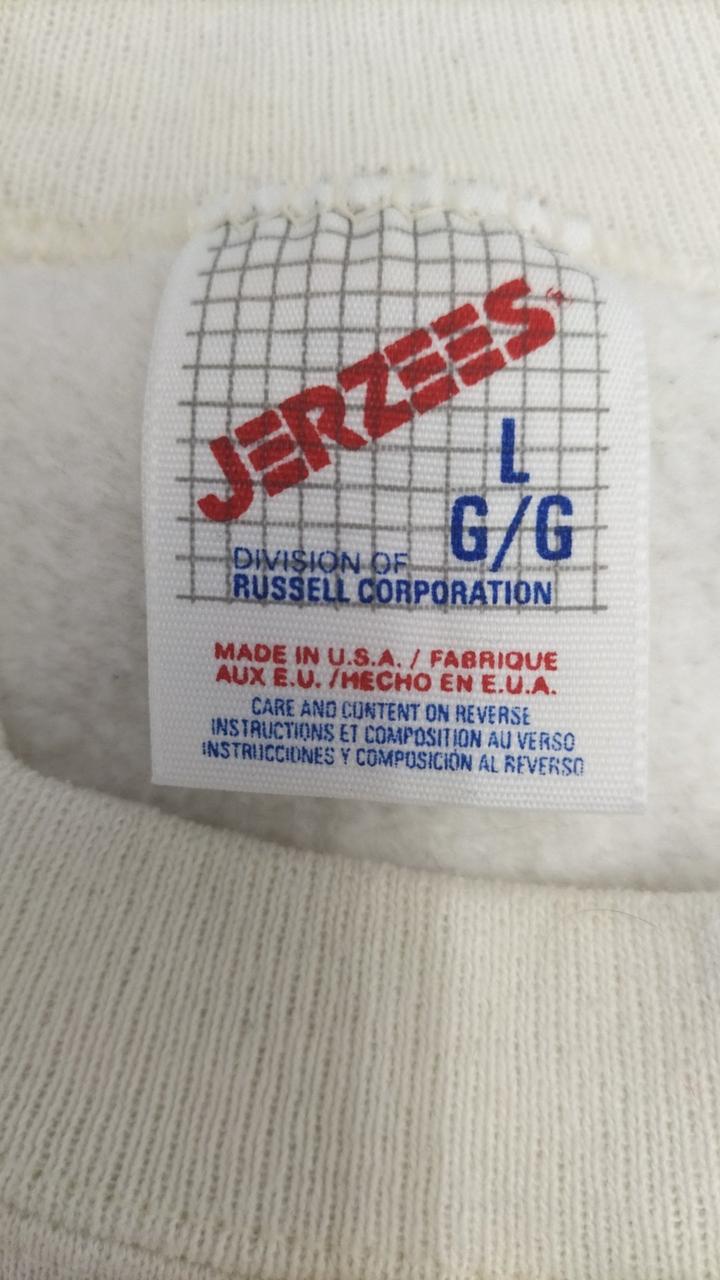 JERZEES
L
G/G
DIVISION OF
RUSSELL CORPORATION
MADE IN U.S.A. / FABRIQUE
AUX E.U. /HECHO EN E.U.A.
CARE AND CONTENT ON REVERSE
INSTRUCTIONS ET COMPOSITION AU VERSO
INSTRUCCIONES Y COMPOSICIÓN AL REVERSO